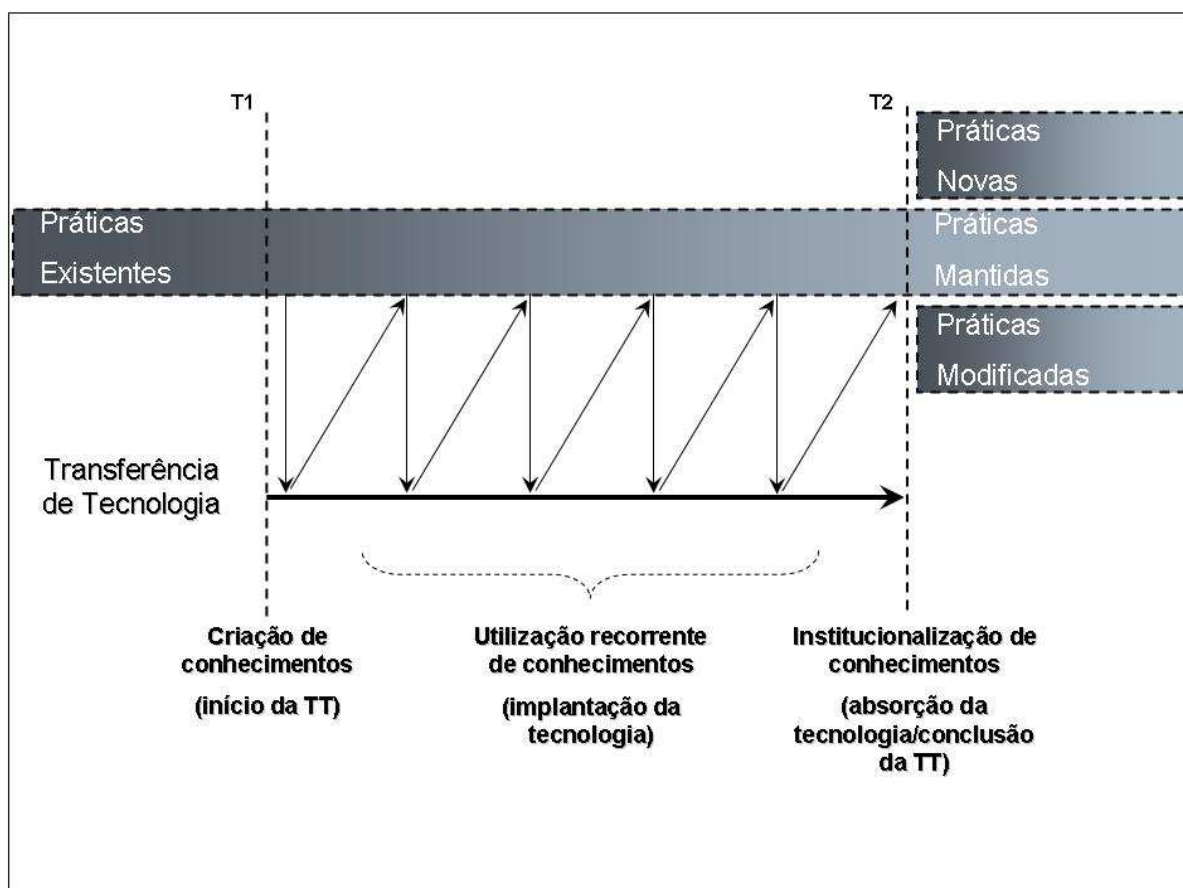 T1
T2
Práticas
Novas
Práticas
Existentes
Práticas
Mantidas
Práticas
Modificadas
Transferência
de Tecnologia
Criação de
conhecimentos
(início da TT)
Utilização recorrente
de conhecimentos
(implantação da
tecnologia)
Institucionalização de
conhecimentos
(absorção da
tecnologia/conclusão
da TT)